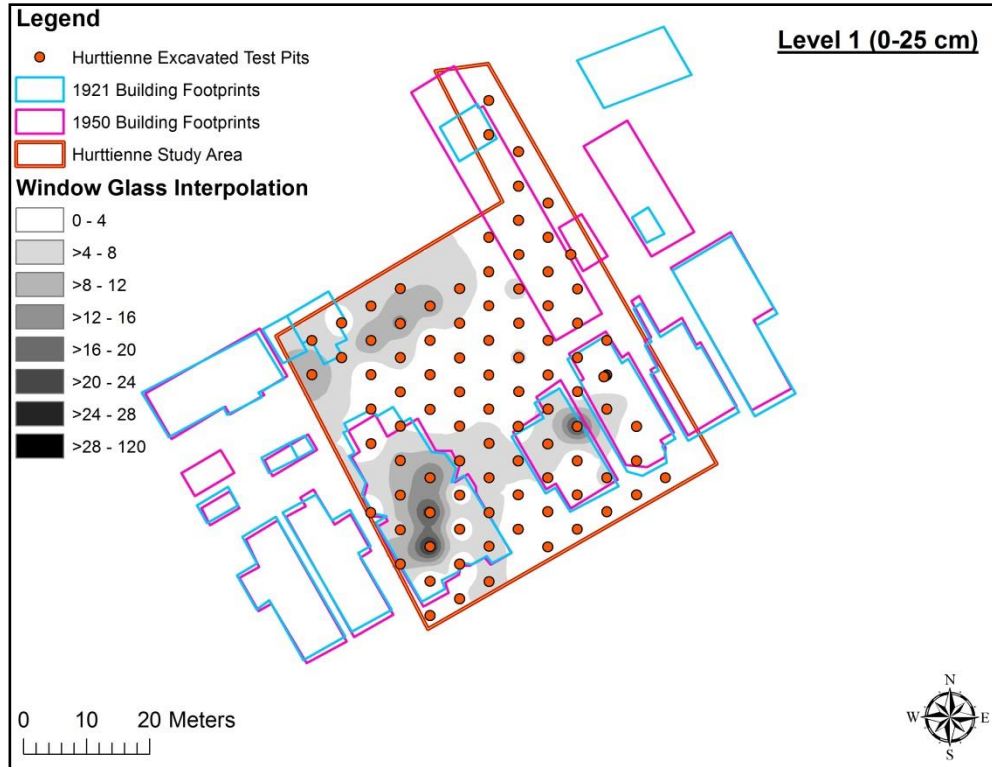 Legend
Level 1 (0-25 cm)
Hurttienne Excavated Test Pits
1921 Building Footprints
1950 Building Footprints
Hurttienne Study Area
Window Glass Interpolation
0 - 4
>4 - 8
>8 - 12
>12 - 16
>16 - 20
>20 - 24
>24 - 28
>28 - 120
0 10 20 Meters
N
W E
S